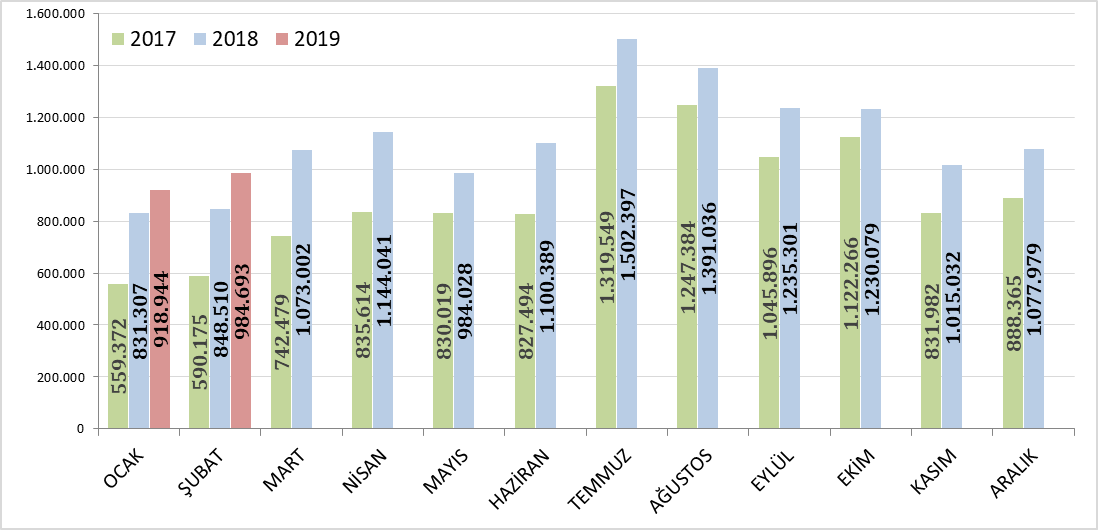 1.600.000
1.400.000
1.200.000
1.000.000
800.000
600.000
400.000
200.000
0
2017 2018 2019
559.372
831.307
918.944
590.175
848.510
984.693
742.479
1.073.002
835.614
1.144.041
830.019
984.028
827.494
1.100.389
1.319.549
1.502.397
1.247.384
1.391.036
1.045.896
1.235.301
1.122.266
1.230.079
831.982
1.015.032
888.365
1.077.979
OCAK
ŞUBAT
MART
NİSAN
MAYIS
HAZİRAN
TEMMUZ
AĞUSTOS
EYLÜL
EKİM
KASIM
ARALIK